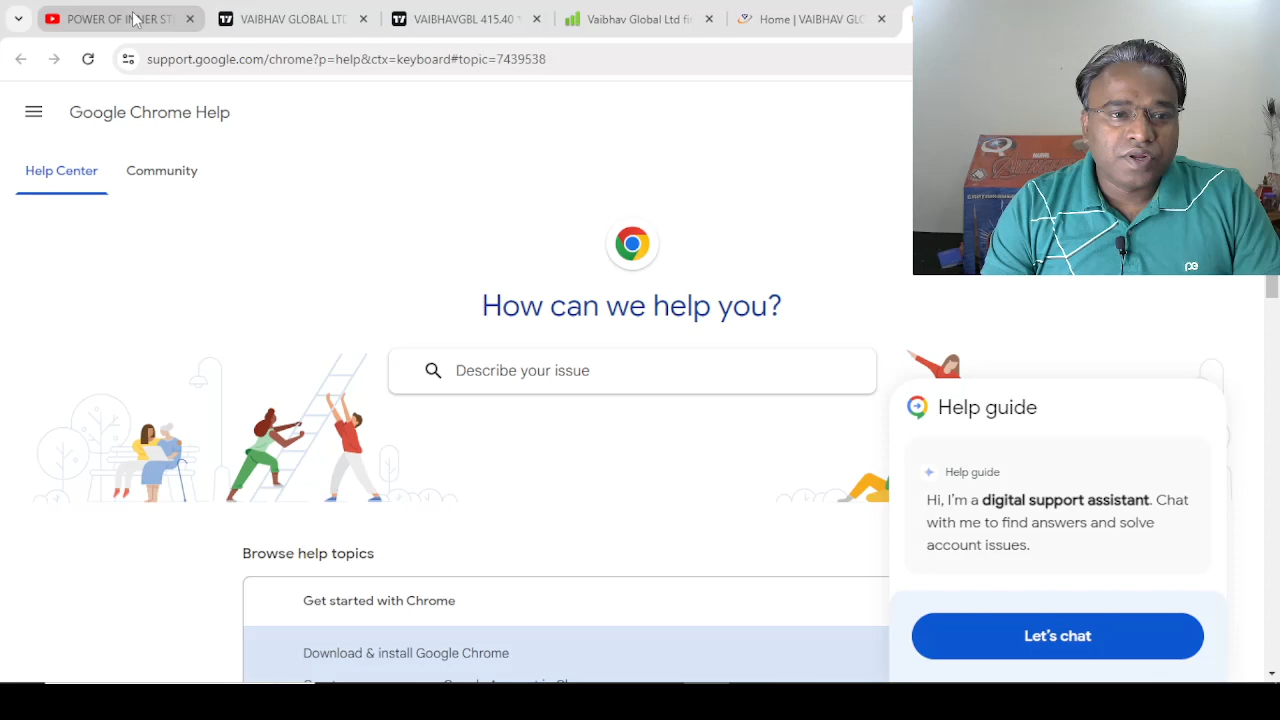 POWER OF INNER ST
VAIBHAV GLOBAL LTD
VAIBHAVGBL 415.40
Vaibhav Global Ltd fi
Home | VAIBHAV GLO
support.google.com/chrome?p=help&ctx=keyboard#topic=7439538
Google Chrome Help
Help Center
Community
How can we help you?
Describe your issue
Help guide
Help guide
Hi, I'm a digital support assistant. Chat
with me to find answers and solve
account issues.
Let's chat
Browse help topics
Get started with Chrome
Download & install Google Chrome